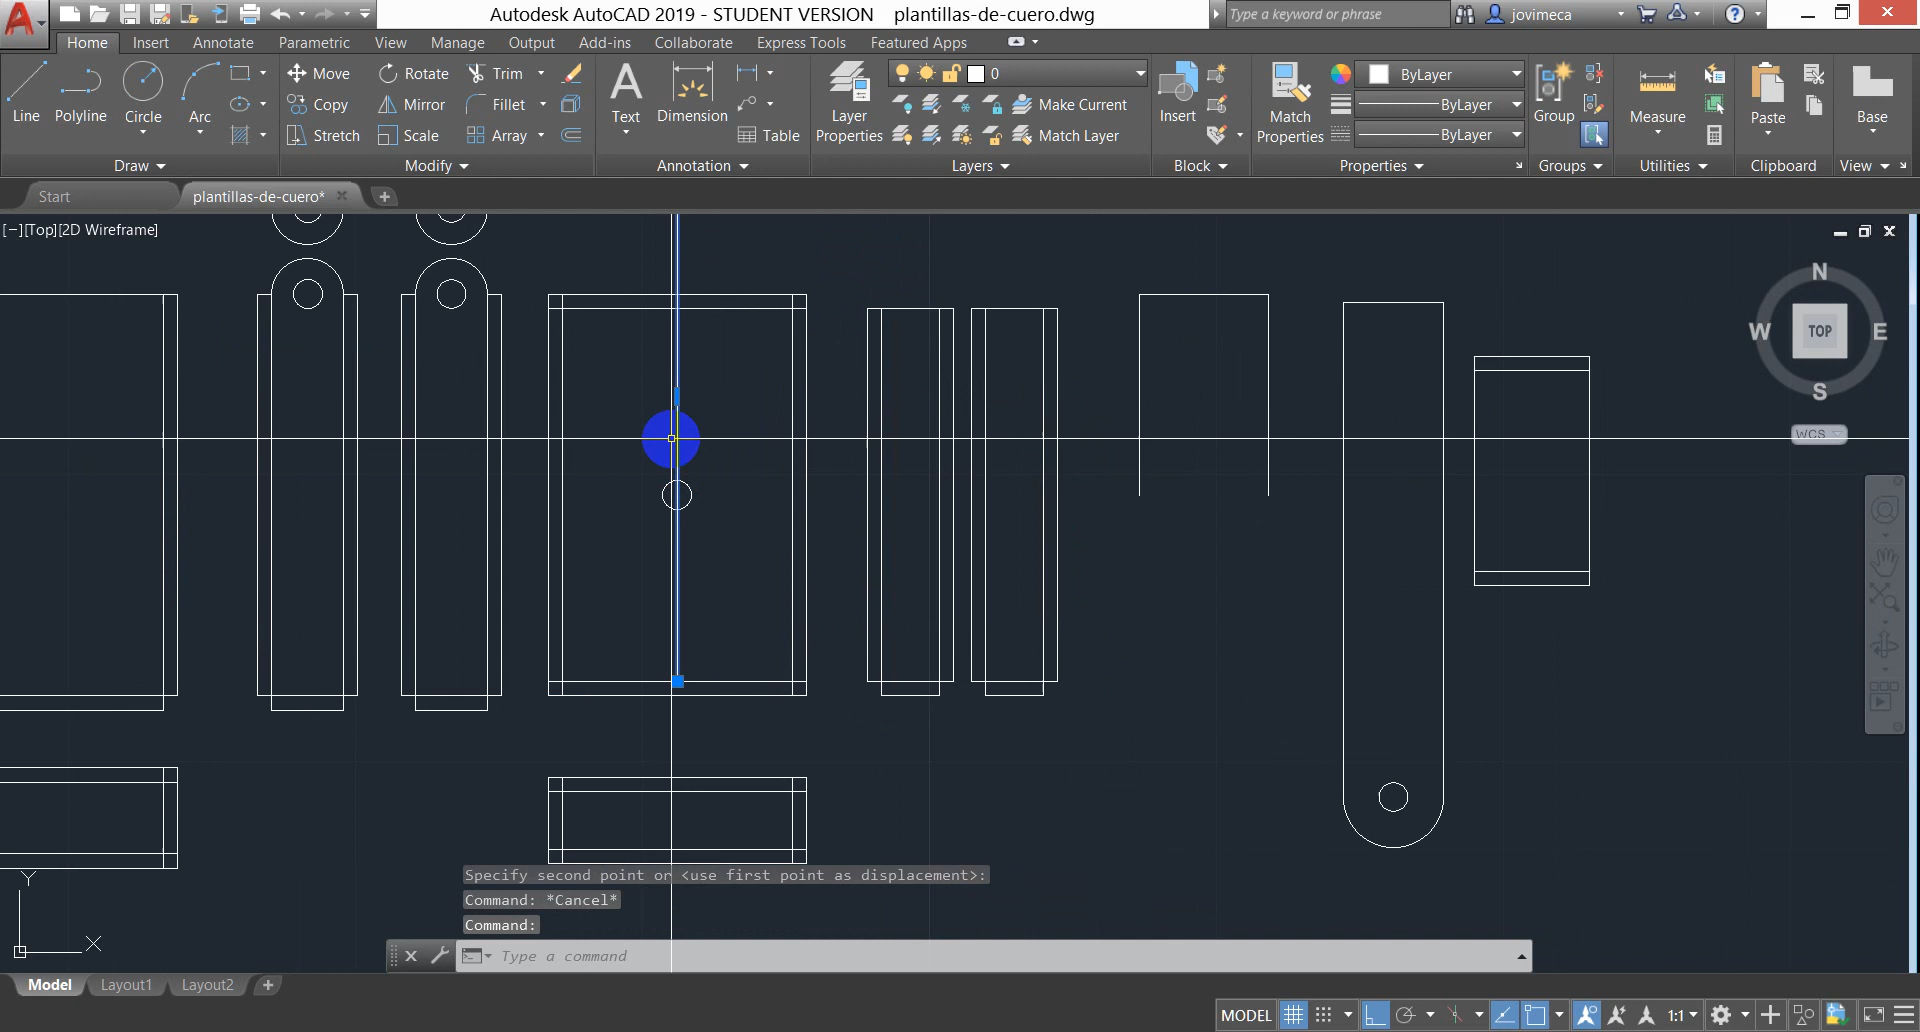 Autodesk AutoCAD 2019 - STUDENT VERSION plantillas-de-cuero.dwg
Type a keyword or phrase
jovimeca
Home Insert Annotate Parametric View Manage Output Add-ins Collaborate Express Tools Featured Apps
Line Polyline Circle Arc
Move Rotate Trim
Copy Mirror Fillet
Stretch Scale Array
Text Dimension Table
Layer Properties
0
Make Current
Match Layer
Insert
Match Properties
ByLayer
ByLayer
ByLayer
Group
Measure
Paste
Base
Draw Modify Annotation Layers Block Properties Groups Utilities Clipboard View
Start plantillas-de-cuero*
[−][Top][2D Wireframe]
N
W TOP E
S
WCS
Y
X
Specify second point or <use first point as displacement>:
Command: *Cancel*
Command:
Type a command
Model Layout1 Layout2
MODEL 1:1